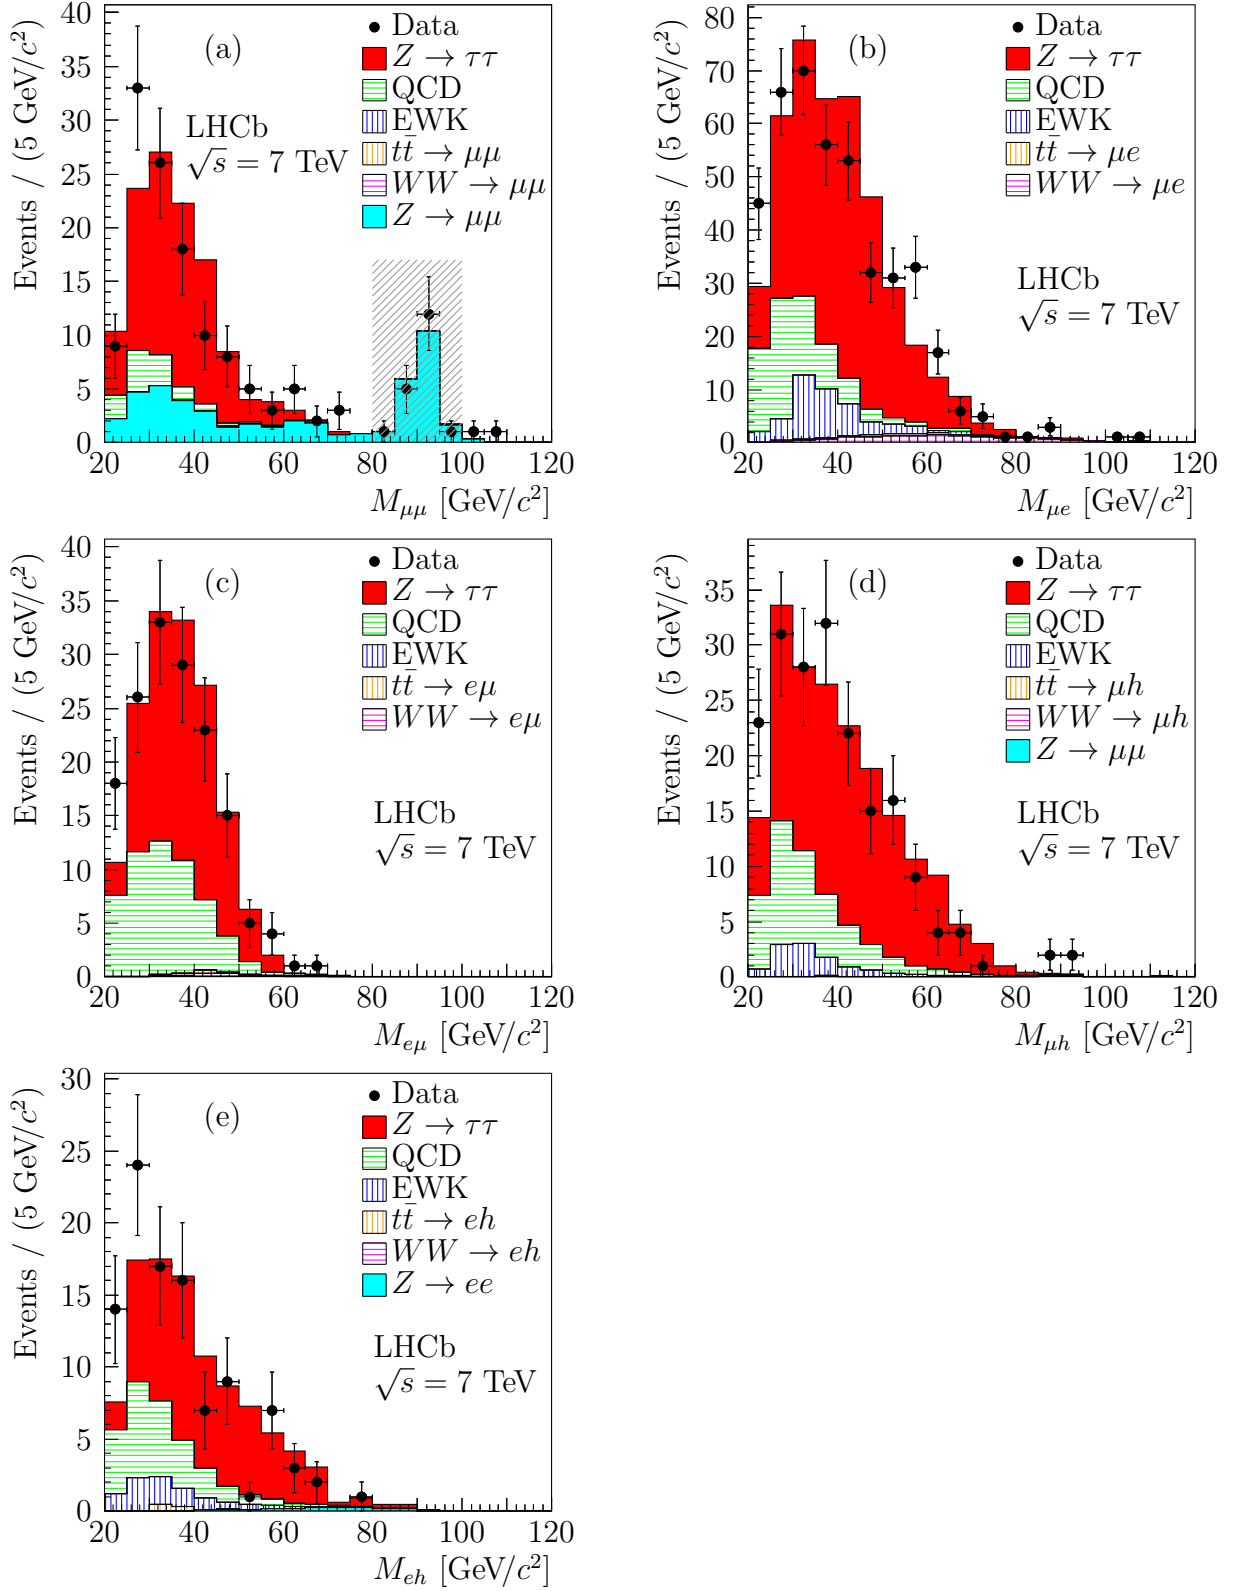 Events / (5 GeV/c²)
40
35
30
25
20
15
10
5
0
(a)
LHCb
√s = 7 TeV
Data
Z → ττ
QCD
EWK
tt̄ → μμ
WW → μμ
Z → μμ
20 40 60 80 100 120
M_μμ [GeV/c²]
Events / (5 GeV/c²)
80
70
60
50
40
30
20
10
0
(b)
Data
Z → ττ
QCD
EWK
tt̄ → μe
WW → μe
LHCb
√s = 7 TeV
20 40 60 80 100 120
M_μe [GeV/c²]
Events / (5 GeV/c²)
40
35
30
25
20
15
10
5
0
(c)
Data
Z → ττ
QCD
EWK
tt̄ → eμ
WW → eμ
LHCb
√s = 7 TeV
20 40 60 80 100 120
M_eμ [GeV/c²]
Events / (5 GeV/c²)
35
30
25
20
15
10
5
0
(d)
Data
Z → ττ
QCD
EWK
tt̄ → μh
WW → μh
Z → μμ
LHCb
√s = 7 TeV
20 40 60 80 100 120
M_μh [GeV/c²]
Events / (5 GeV/c²)
30
25
20
15
10
5
0
(e)
Data
Z → ττ
QCD
EWK
tt̄ → eh
WW → eh
Z → ee
LHCb
√s = 7 TeV
20 40 60 80 100 120
M_eh [GeV/c²]